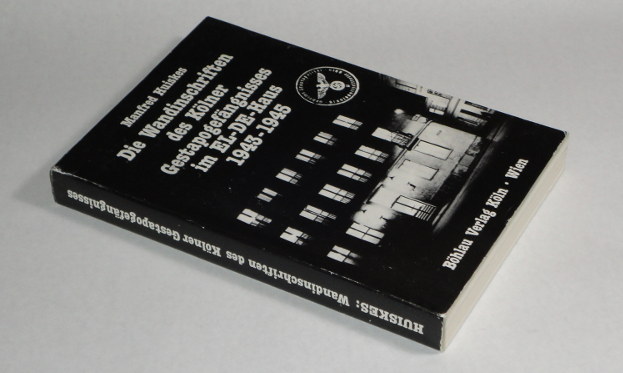 Manfred Huiskes
Die Wandinschriften
des Kölner
Gestapogefängnisses
in EL-DE-Haus
1943-1945
Böhlau Verlag Köln · Wien
HUISKES: Wandinschriften des Kölner Gestapogefängnisses